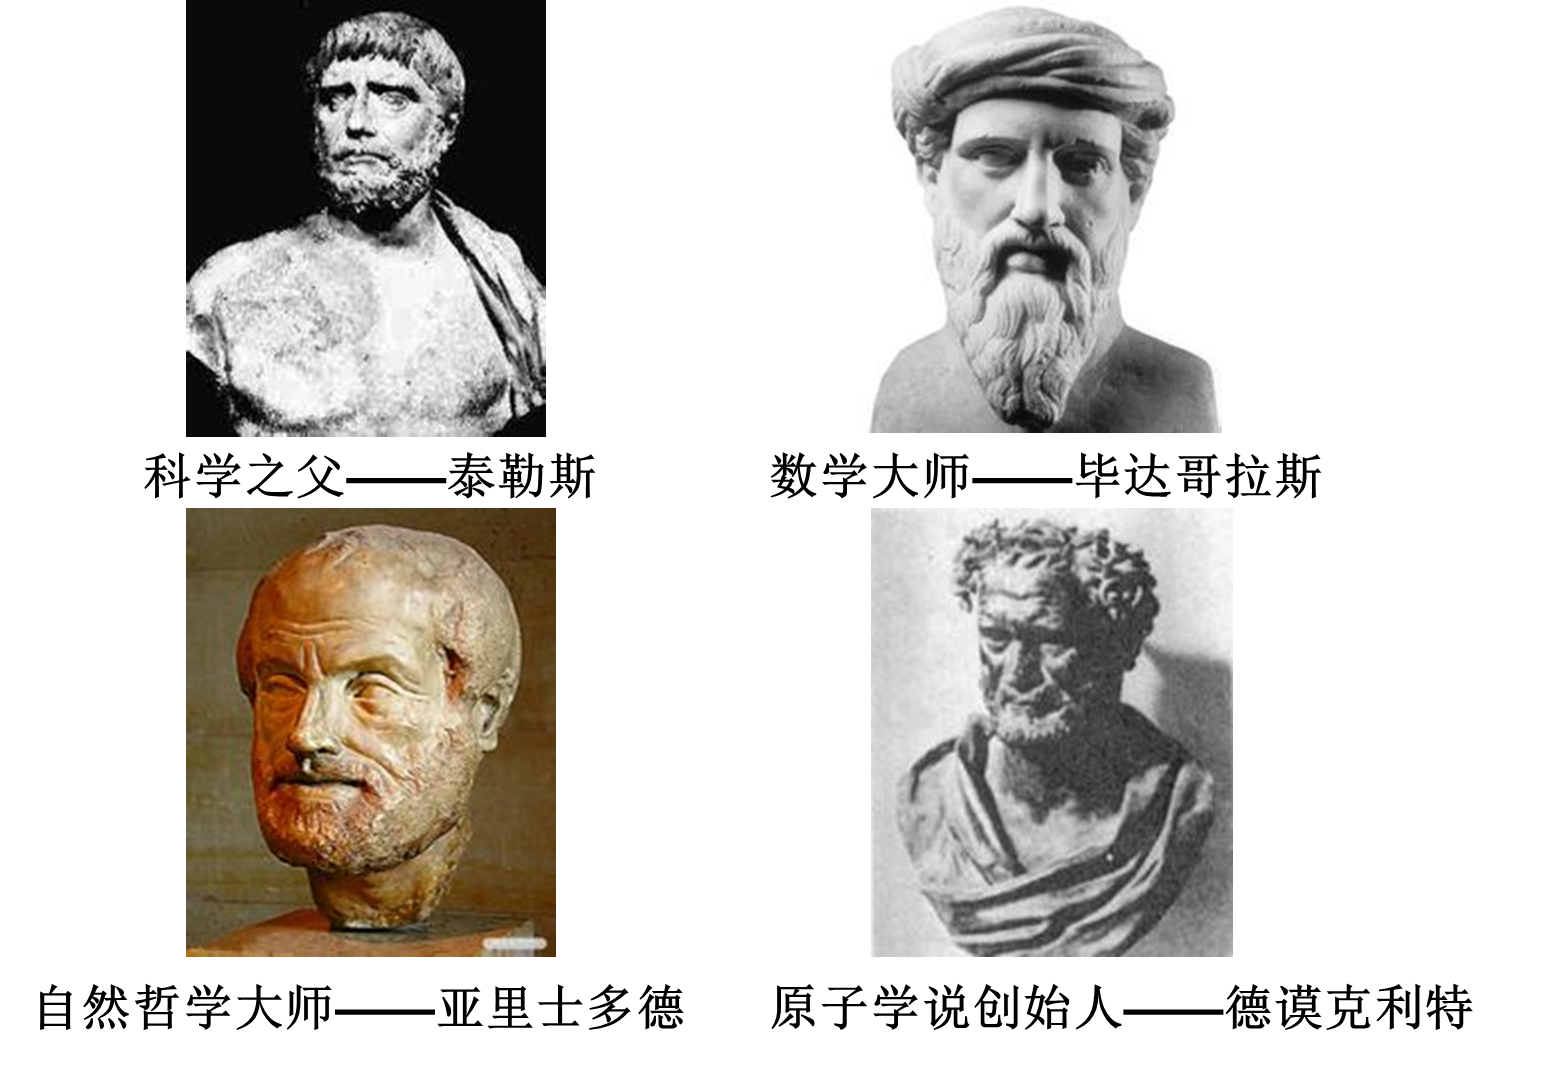 科学之父——泰勒斯
数学大师——毕达哥拉斯
自然哲学大师——亚里士多德
原子学说创始人——德谟克利特